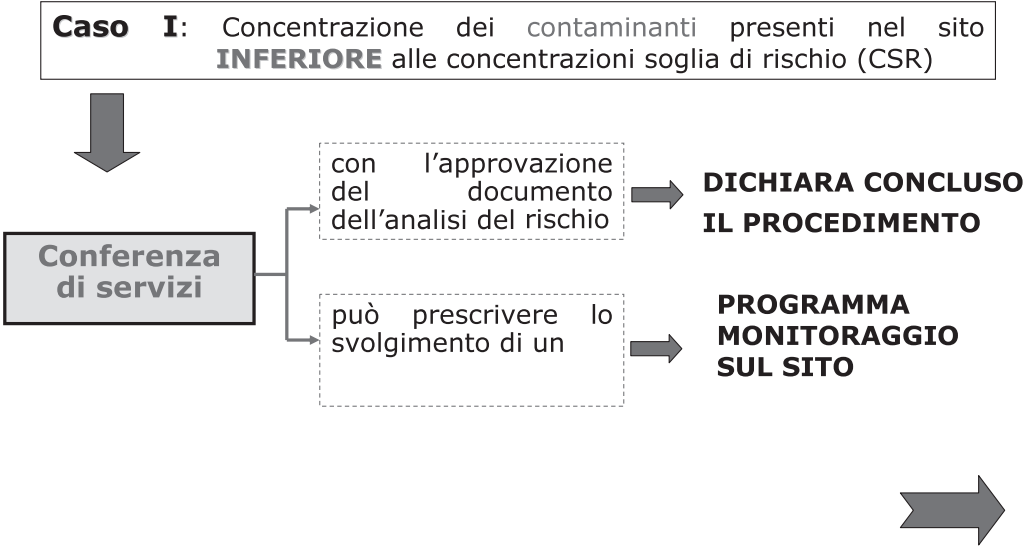 Caso I: Concentrazione dei contaminanti presenti nel sito
INFERIORE alle concentrazioni soglia di rischio (CSR)
Conferenza
di servizi
con l'approvazione
del documento
dell'analisi del rischio
DICHIARA CONCLUSO
IL PROCEDIMENTO
può prescrivere lo
svolgimento di un
PROGRAMMA
MONITORAGGIO
SUL SITO